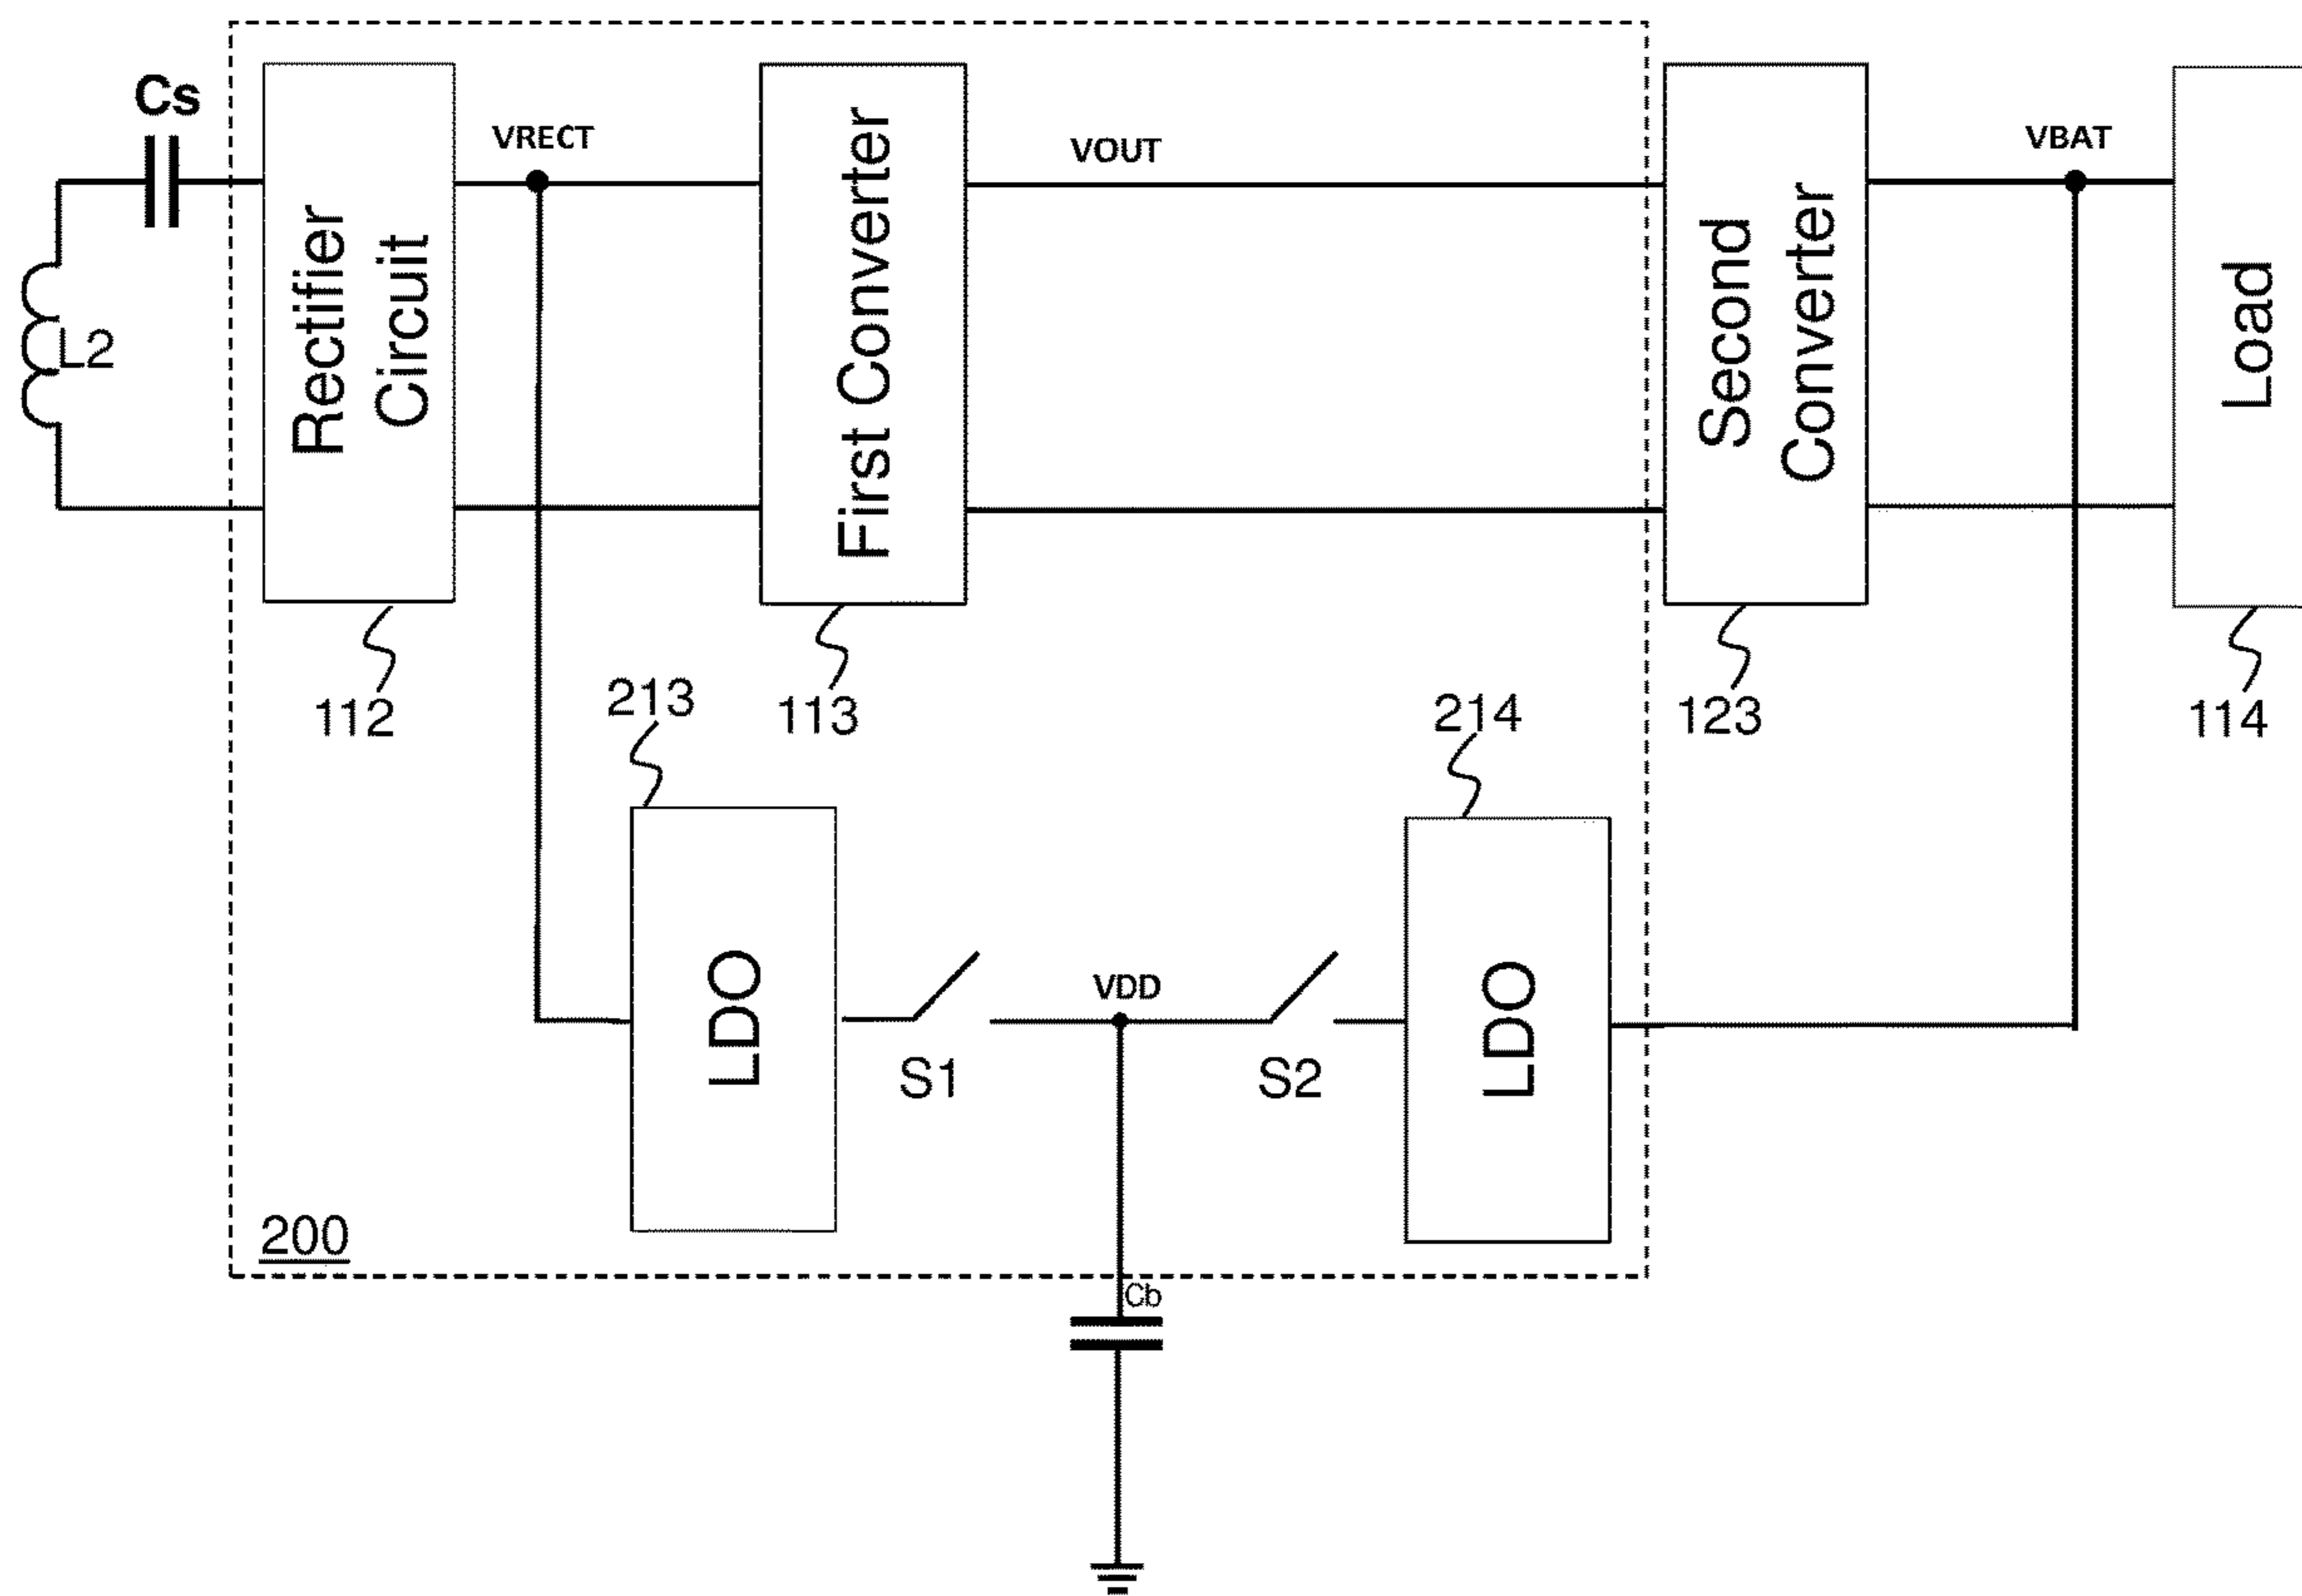 Cs
VRECT
VOUT
VBAT
L2
Rectifier
Circuit
First Converter
Second
Converter
Load
112
213
113
214
123
114
LDO
S1
VDD
S2
LDO
200
Cb